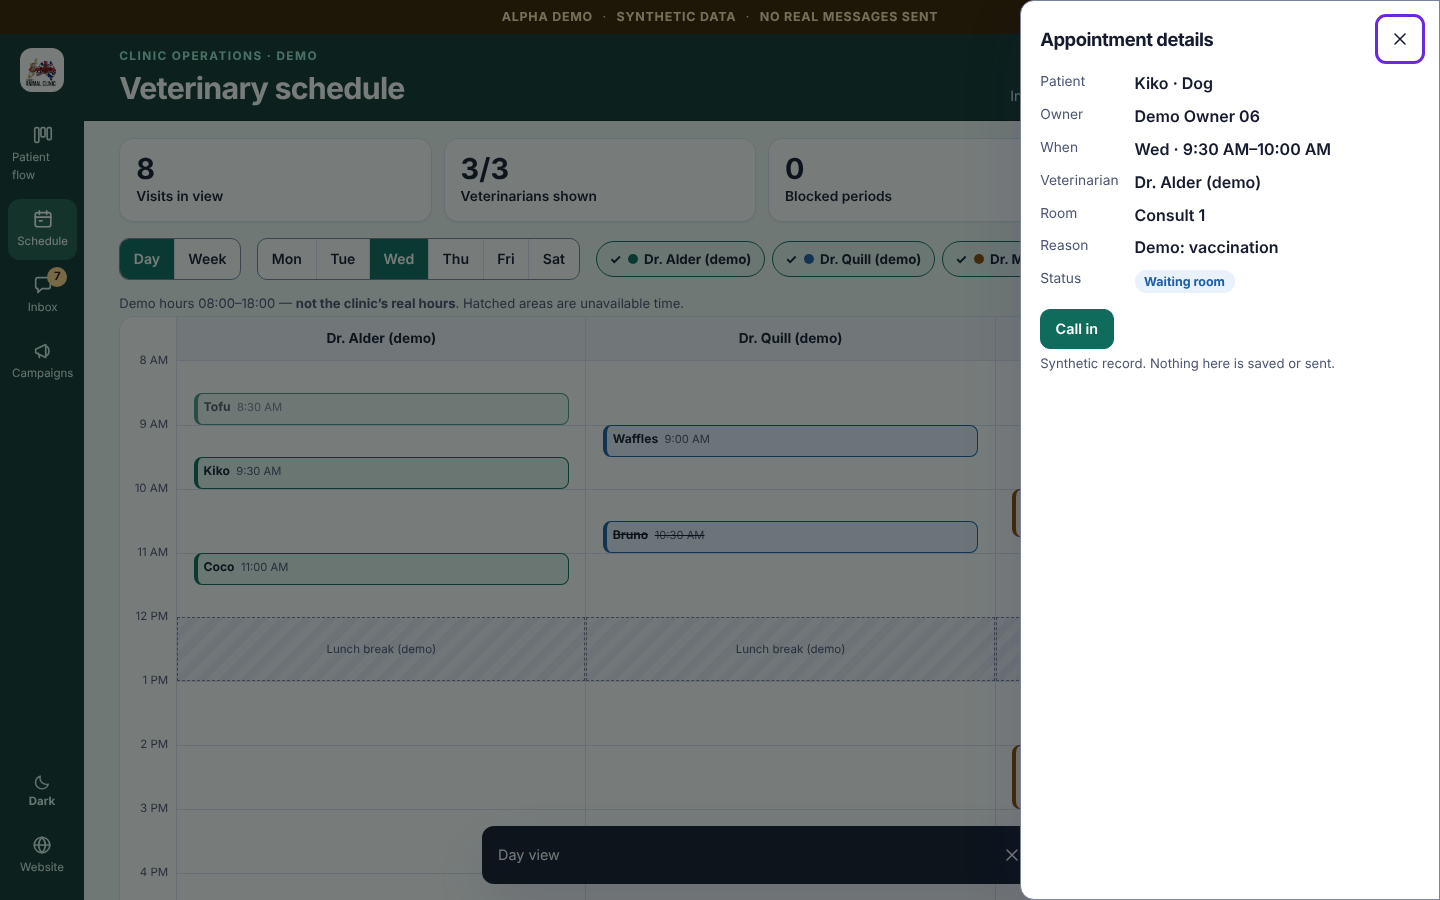 ALPHA DEMO · SYNTHETIC DATA · NO REAL MESSAGES SENT
CLINIC OPERATIONS · DEMO
Veterinary schedule
Patient flow
Schedule
7
Inbox
Campaigns
Dark
Website
8
Visits in view
3/3
Veterinarians shown
0
Blocked periods
Day
Week
Mon
Tue
Wed
Thu
Fri
Sat
✓ Dr. Alder (demo)
✓ Dr. Quill (demo)
✓ Dr. M
Demo hours 08:00–18:00 — not the clinic’s real hours. Hatched areas are unavailable time.
Dr. Alder (demo)
Dr. Quill (demo)
8 AM
Tofu 8:30 AM
9 AM
Waffles 9:00 AM
Kiko 9:30 AM
10 AM
Bruno 10:30 AM
11 AM
Coco 11:00 AM
12 PM
Lunch break (demo)
Lunch break (demo)
1 PM
2 PM
3 PM
4 PM
Day view
Appointment details
Patient Kiko · Dog
Owner Demo Owner 06
When Wed · 9:30 AM–10:00 AM
Veterinarian Dr. Alder (demo)
Room Consult 1
Reason Demo: vaccination
Status Waiting room
Call in
Synthetic record. Nothing here is saved or sent.